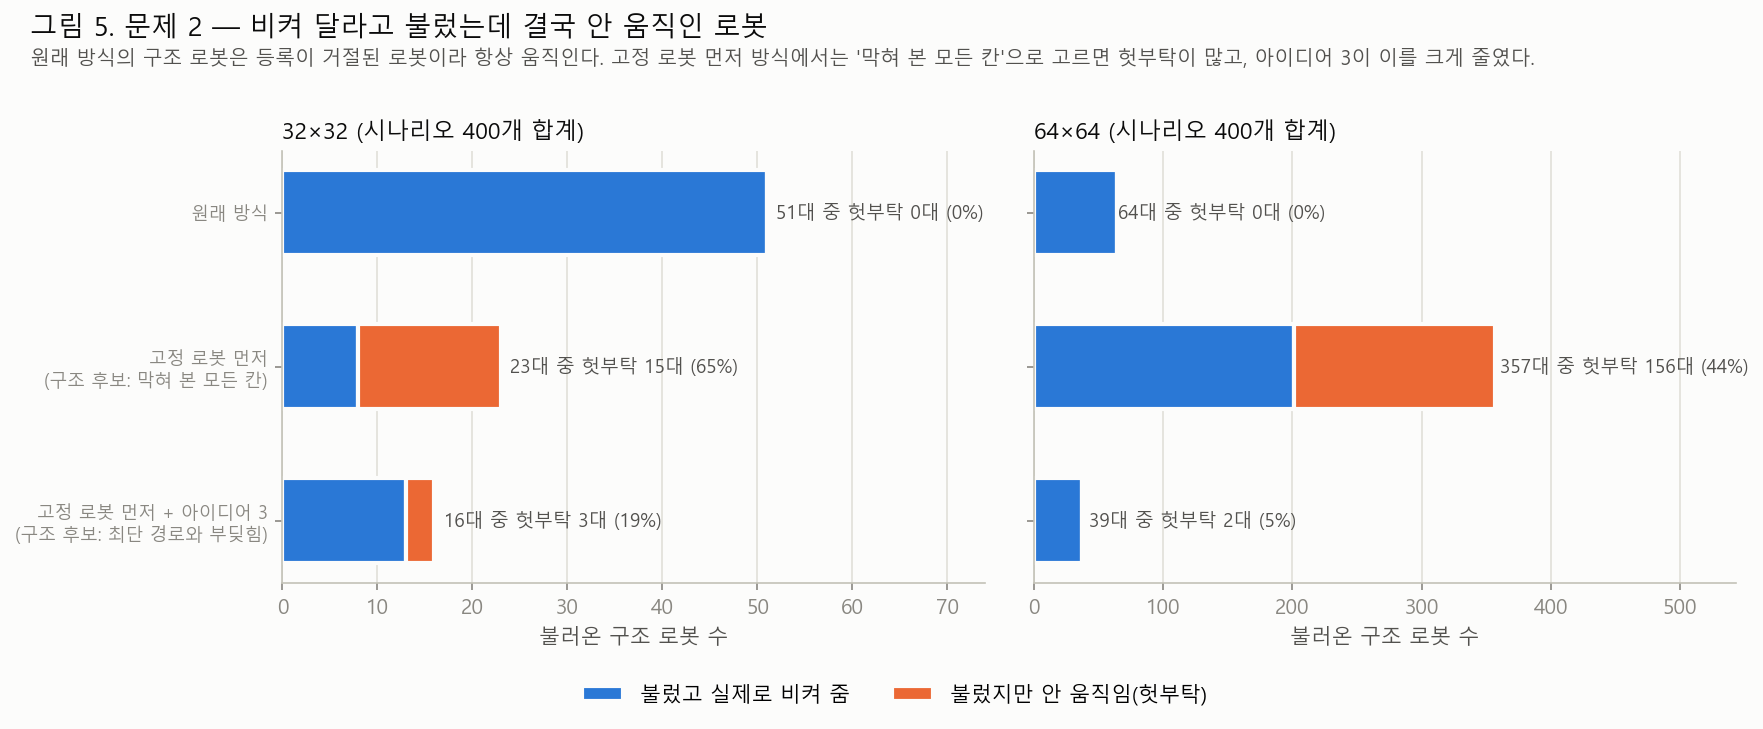 그림 5. 문제 2 — 비켜 달라고 불렀는데 결국 안 움직인 로봇
원래 방식의 구조 로봇은 등록이 거절된 로봇이라 항상 움직인다. 고정 로봇 먼저 방식에서는 '막혀 본 모든 칸'으로 고르면 헛부탁이 많고, 아이디어 3이 이를 크게 줄였다.
32×32 (시나리오 400개 합계)
원래 방식
51대 중 헛부탁 0대 (0%)
고정 로봇 먼저
(구조 후보: 막혀 본 모든 칸)
23대 중 헛부탁 15대 (65%)
고정 로봇 먼저 + 아이디어 3
(구조 후보: 최단 경로와 부딪힘)
16대 중 헛부탁 3대 (19%)
0 10 20 30 40 50 60 70
불러온 구조 로봇 수
64×64 (시나리오 400개 합계)
64대 중 헛부탁 0대 (0%)
357대 중 헛부탁 156대 (44%)
39대 중 헛부탁 2대 (5%)
0 100 200 300 400 500
불러온 구조 로봇 수
불렀고 실제로 비켜 줌
불렀지만 안 움직임(헛부탁)